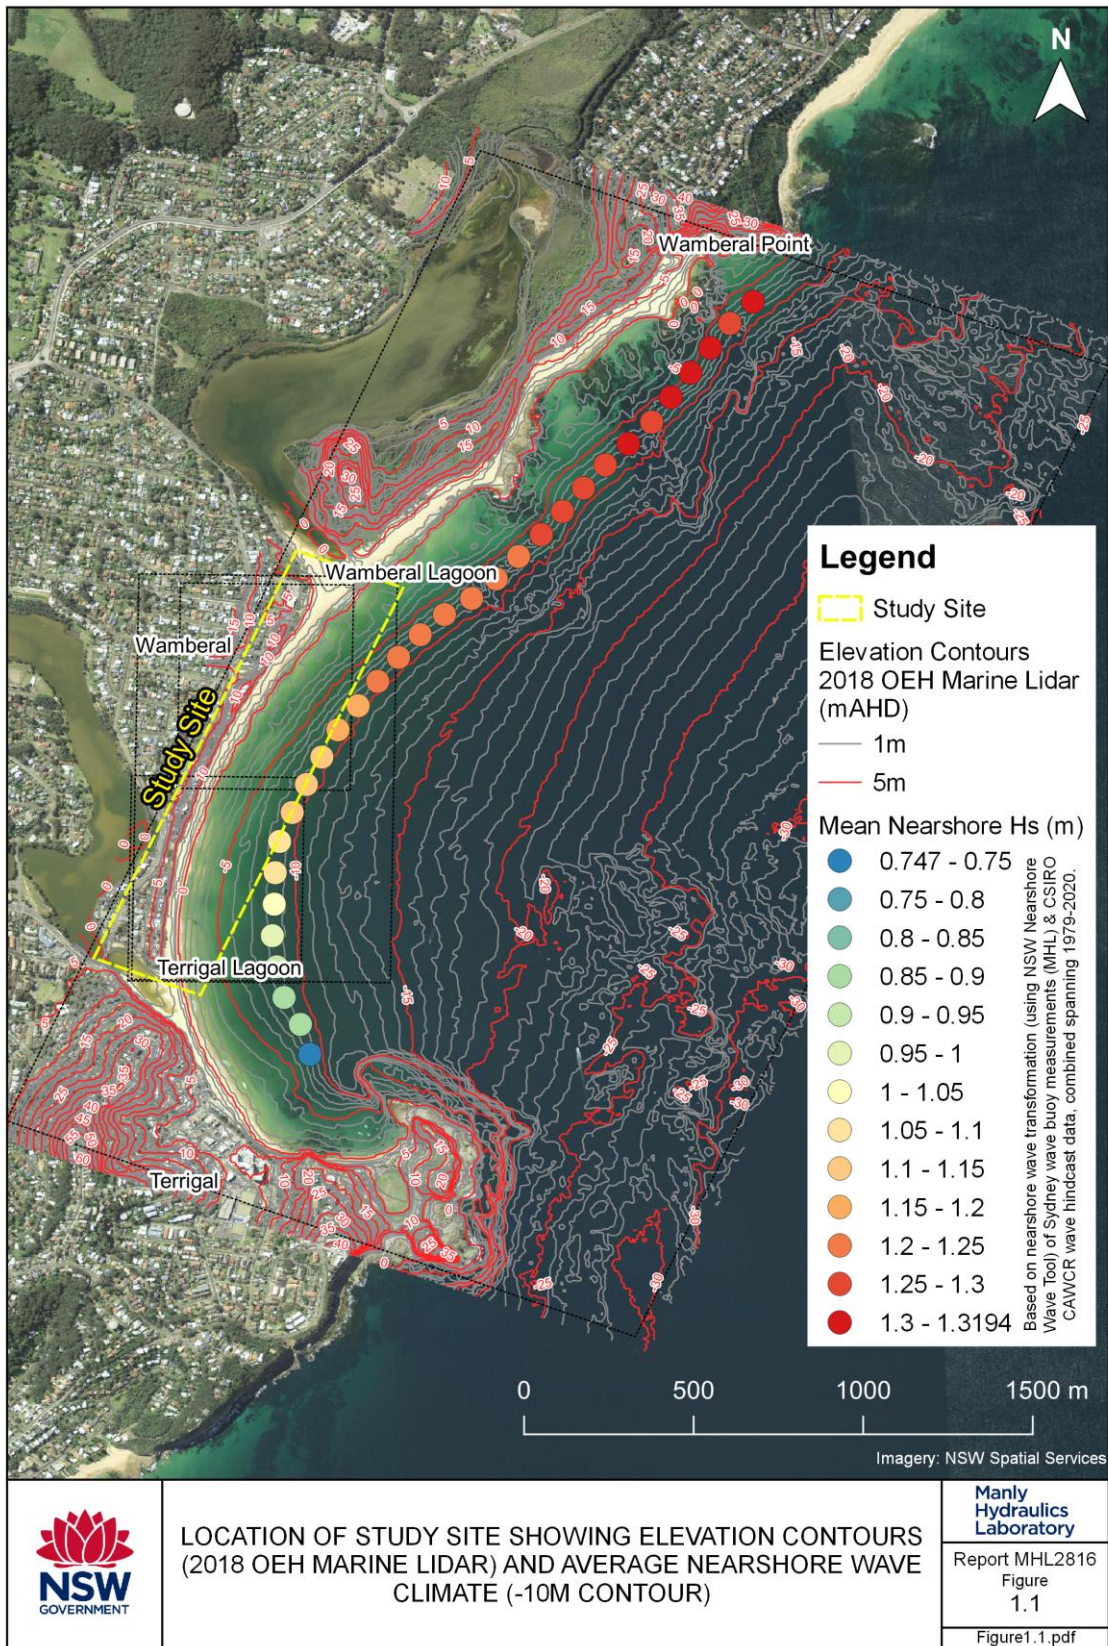 N
Wamberal Point
Wamberal Lagoon
Wamberal
Study Site
Terrigal Lagoon
Terrigal
Legend
Study Site
Elevation Contours
2018 OEH Marine Lidar
(mAHD)
1m
5m
Mean Nearshore Hs (m)
0.747 - 0.75
0.75 - 0.8
0.8 - 0.85
0.85 - 0.9
0.9 - 0.95
0.95 - 1
1 - 1.05
1.05 - 1.1
1.1 - 1.15
1.15 - 1.2
1.2 - 1.25
1.25 - 1.3
1.3 - 1.3194
Based on nearshore wave transformation (using NSW Nearshore
Wave Tool) of Sydney wave buoy measurements (MHL) & CSIRO
CAWCR wave hindcast data, combined spanning 1979-2020.
0 500 1000 1500 m
Imagery: NSW Spatial Services
NSW
GOVERNMENT
LOCATION OF STUDY SITE SHOWING ELEVATION CONTOURS
(2018 OEH MARINE LIDAR) AND AVERAGE NEARSHORE WAVE
CLIMATE (-10M CONTOUR)
Manly
Hydraulics
Laboratory
Report MHL2816
Figure
1.1
Figure1.1.pdf